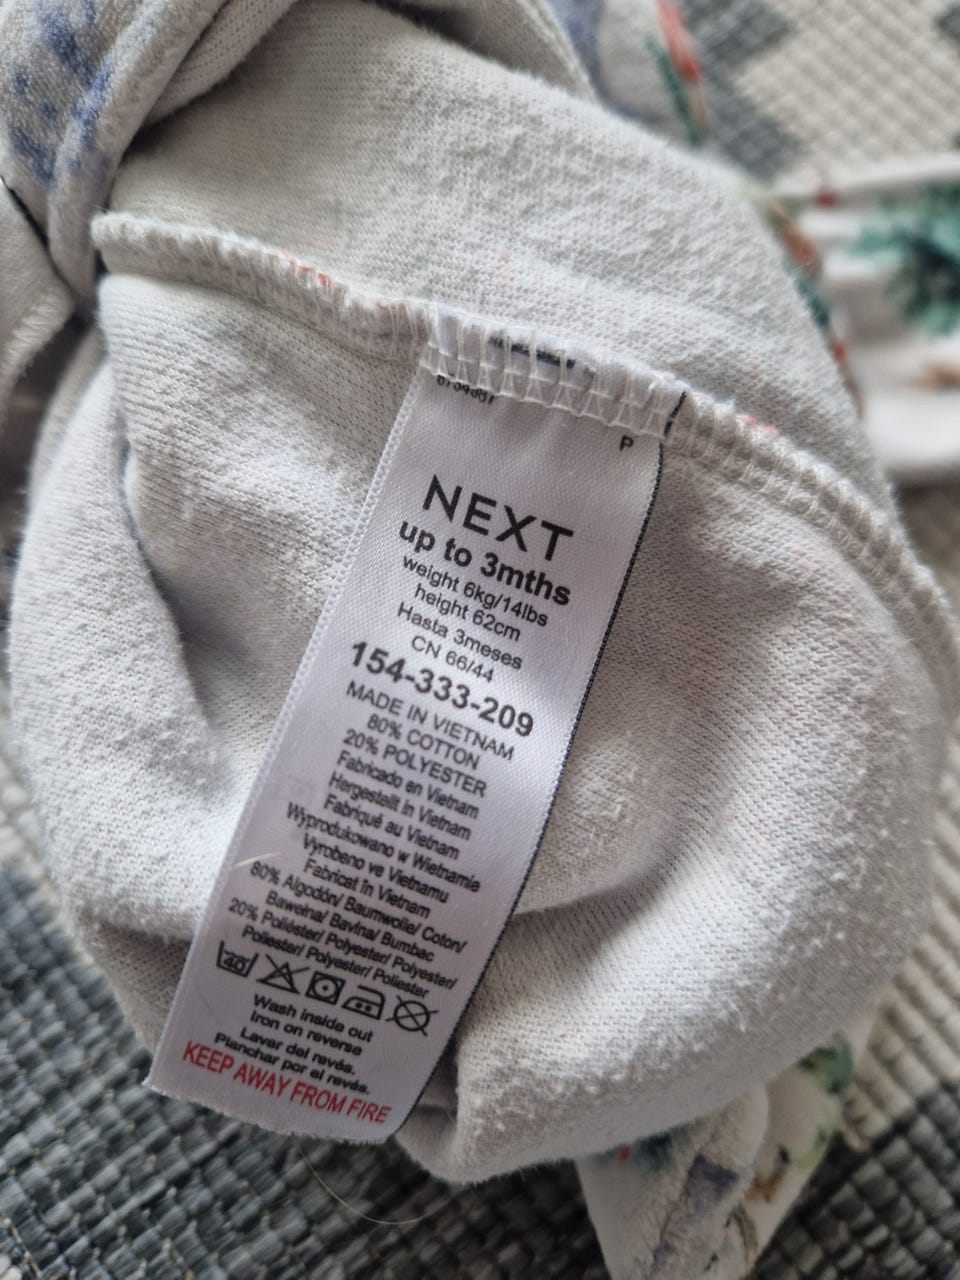 P
NEXT
up to 3mths
weight 6kg/14lbs
height 62cm
Hasta 3meses
CN 66/44
154-333-209
MADE IN VIETNAM
80% COTTON
20% POLYESTER
Fabricado en Vietnam
Hergestellt in Vietnam
Fabriqué au Vietnam
Wyprodukowano w Wietnamie
Vyrobeno ve Vietnamu
Fabricat în Vietnam
80% Algodón/ Baumwolle/ Coton/
Bawełna/ Bavlna/ Bumbac
20% Poliéster/ Polyester/ Polyester/
Poliester/ Polyester/ Poliester
40
Wash inside out
Iron on reverse
Lavar del revés.
Planchar por el revés.
KEEP AWAY FROM FIRE